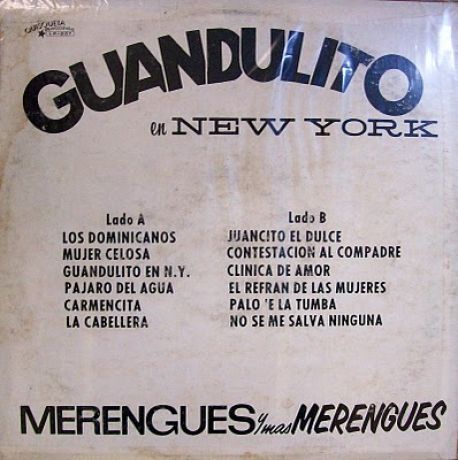 QUISQUEYA
GUANDULITO
en NEW YORK
Lado A
LOS DOMINICANOS
MUJER CELOSA
GUANDULITO EN N.Y.
PAJARO DEL AGUA
CARMENCITA
LA CABELLERA
Lado B
JUANCITO EL DULCE
CONTESTACION AL COMPADRE
CLINICA DE AMOR
EL REFRAN DE LAS MUJERES
PALO 'E LA TUMBA
NO SE ME SALVA NINGUNA
MERENGUES y mas MERENGUES